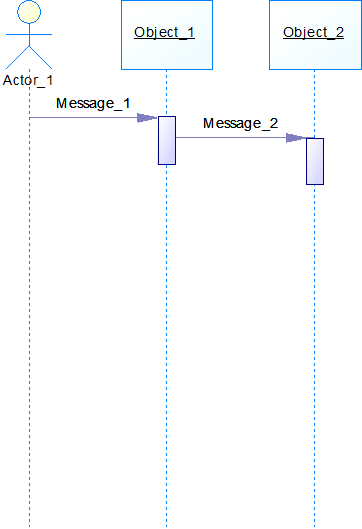 Object_1
Object_2
Actor_1
Message_1
Message_2